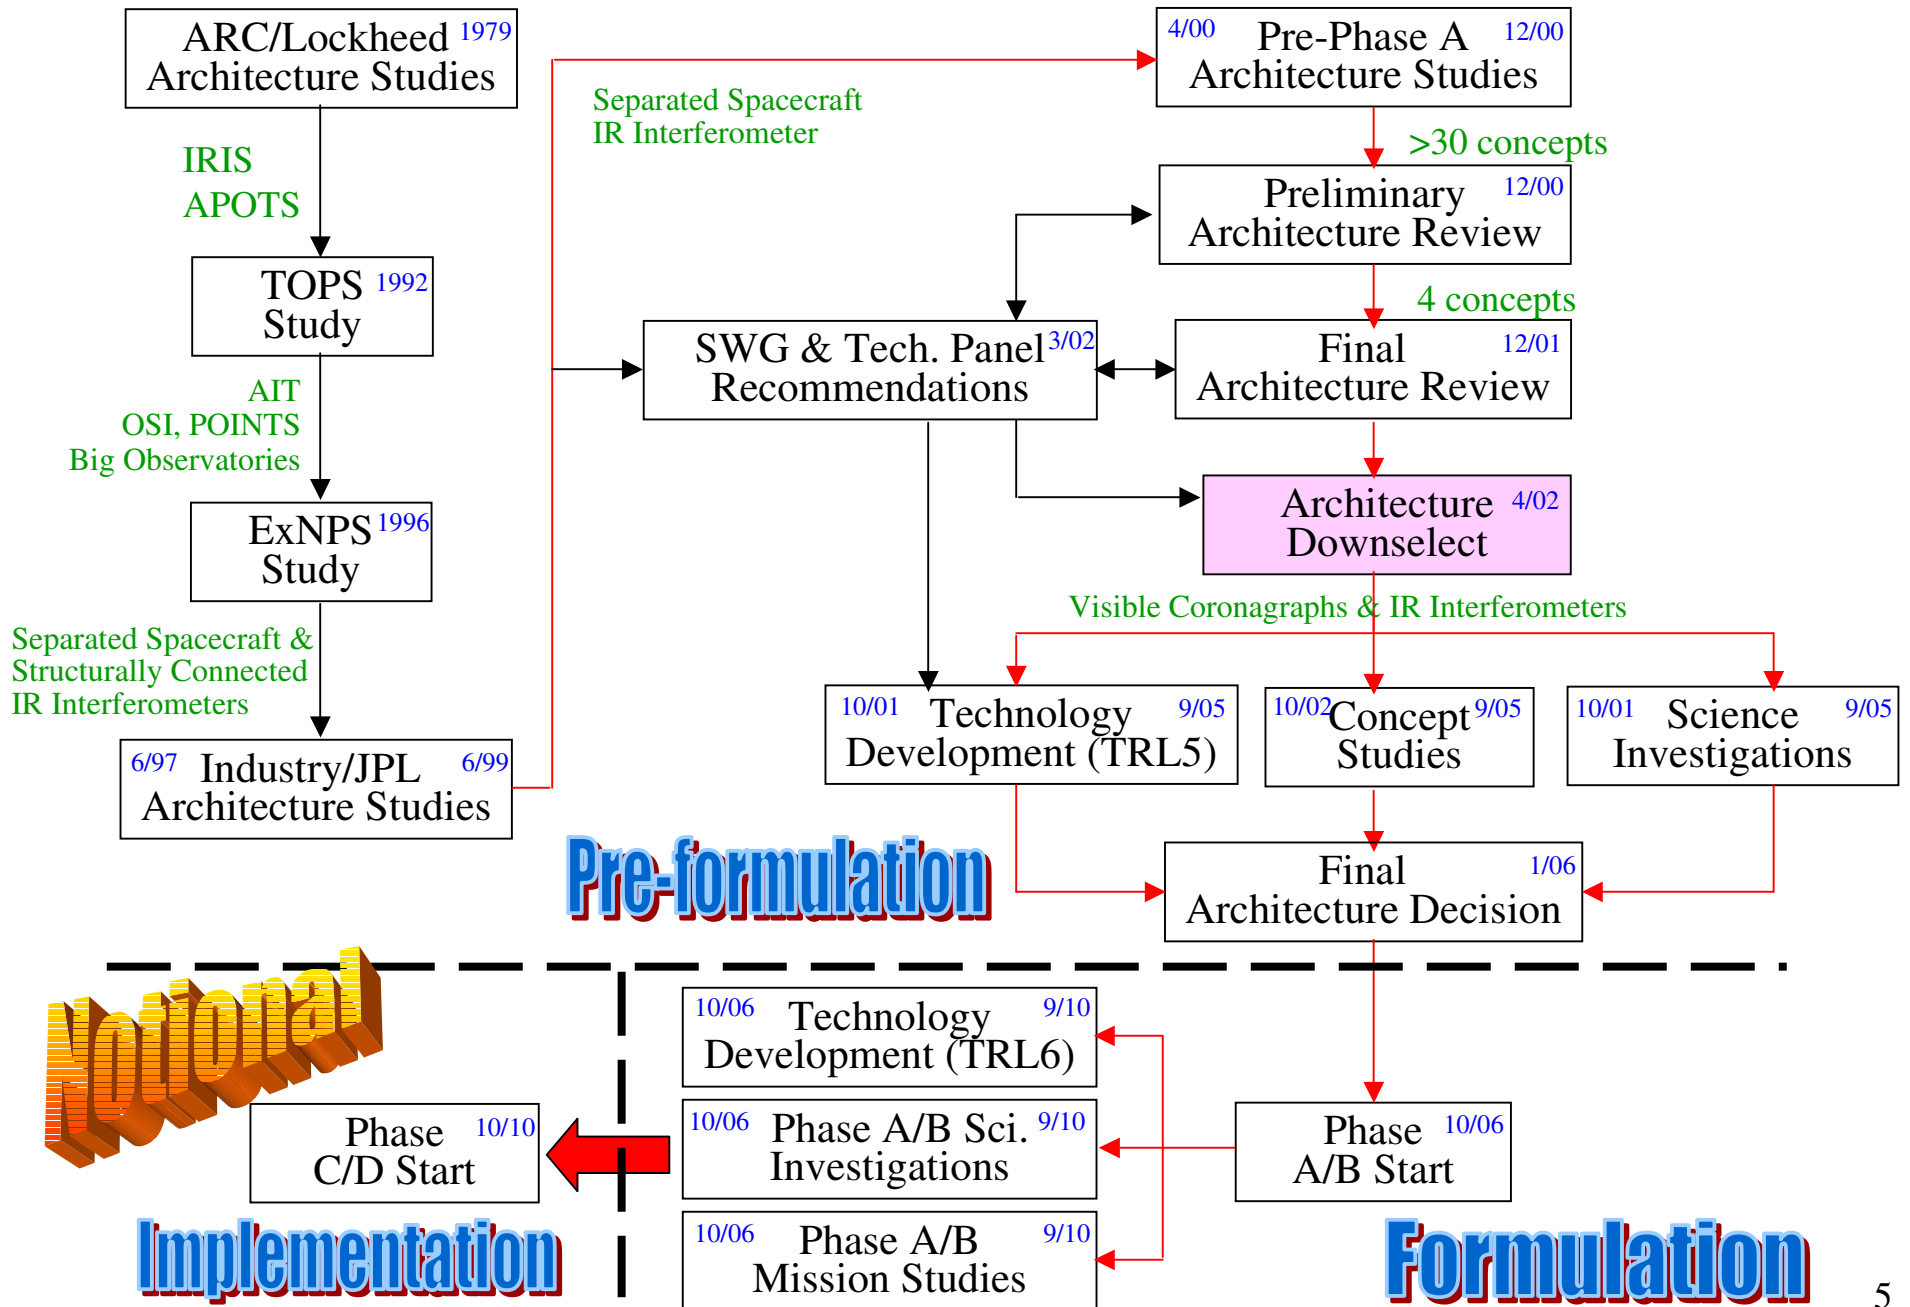 ARC/Lockheed 1979
Architecture Studies
IRIS
APOTS
TOPS 1992
Study
AIT
OSI, POINTS
Big Observatories
ExNPS 1996
Study
Separated Spacecraft &
Structurally Connected
IR Interferometers
6/97 Industry/JPL 6/99
Architecture Studies
Separated Spacecraft
IR Interferometer
4/00 Pre-Phase A 12/00
Architecture Studies
>30 concepts
Preliminary 12/00
Architecture Review
4 concepts
SWG & Tech. Panel 3/02
Recommendations
Final 12/01
Architecture Review
Architecture 4/02
Downselect
Visible Coronagraphs & IR Interferometers
10/01 Technology 9/05
Development (TRL5)
10/02 Concept 9/05
Studies
10/01 Science 9/05
Investigations
Final 1/06
Architecture Decision
Pre-formulation
Notional
10/06 Technology 9/10
Development (TRL6)
10/06 Phase A/B Sci. 9/10
Investigations
10/06 Phase A/B 9/10
Mission Studies
Phase 10/06
A/B Start
Phase 10/10
C/D Start
Implementation
Formulation
5